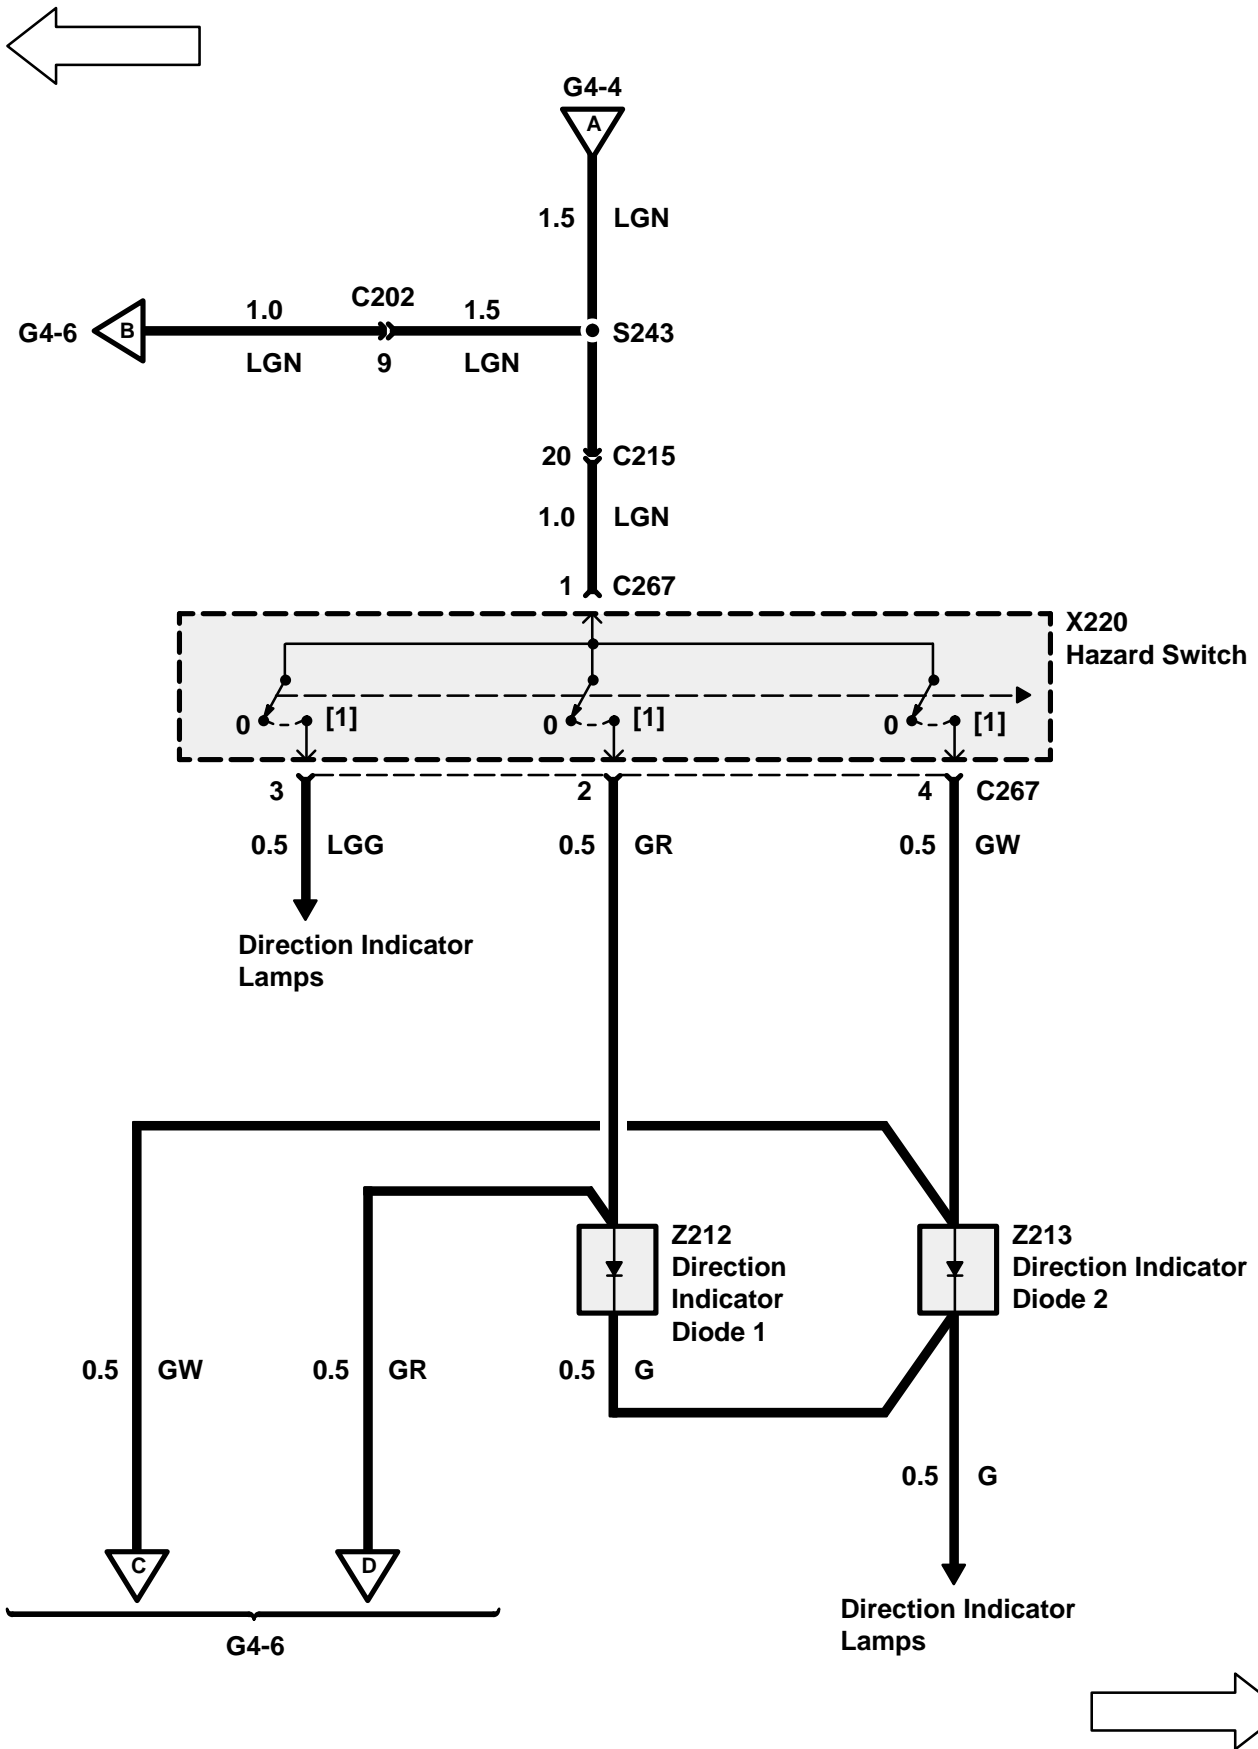 G4-4
A
1.5 LGN
1.0 C202 1.5
G4-6 B S243
LGN 9 LGN
20 C215
1.0 LGN
1 C267
X220
Hazard Switch
0 [1] 0 [1] 0 [1]
3 2 4 C267
0.5 LGG 0.5 GR 0.5 GW
Direction Indicator
Lamps
Z212
Direction
Indicator
Diode 1
Z213
Direction Indicator
Diode 2
0.5 GW 0.5 GR 0.5 G
0.5 G
C D
G4-6
Direction Indicator
Lamps